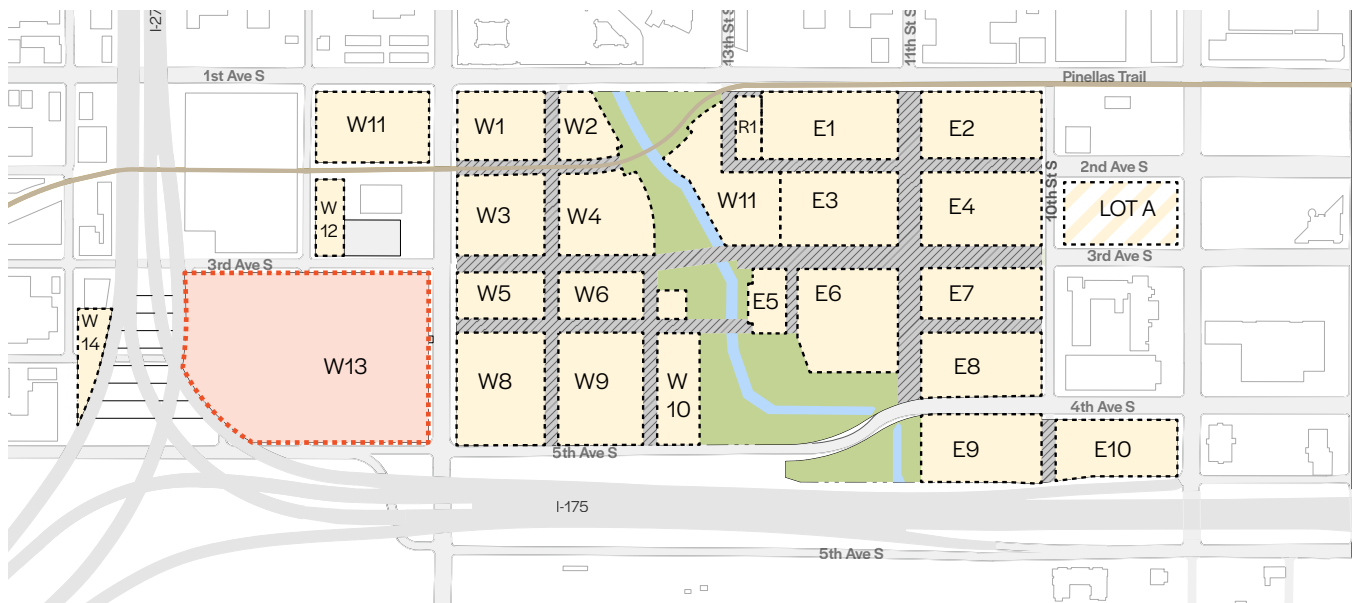 I-27
13th St S
11th St S
1st Ave S
Pinellas Trail
W11
W1
W2
R1
E1
E2
2nd Ave S
10th St S
W
12
W3
W4
W11
E3
E4
LOT A
3rd Ave S
3rd Ave S
W5
W6
E5
E6
E7
W
14
W13
W8
W9
W
10
E8
4th Ave S
5th Ave S
E9
E10
I-175
5th Ave S